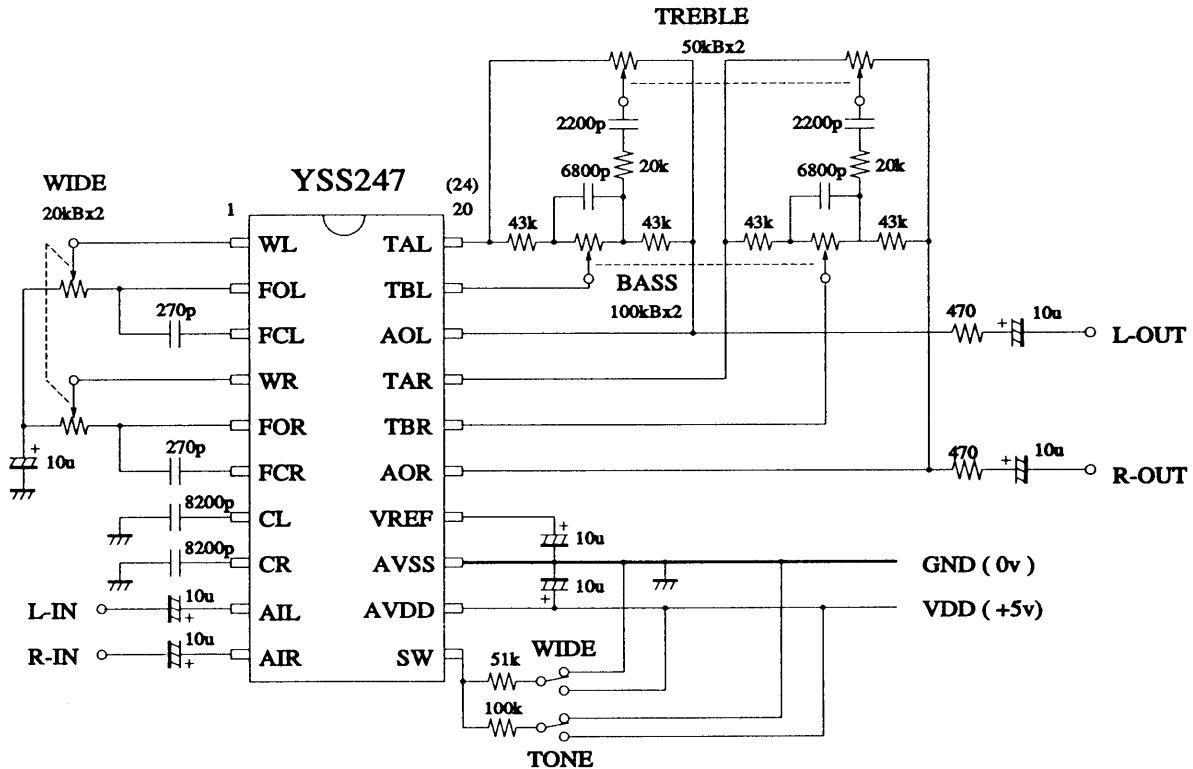 TREBLE
50kBx2
2200p
2200p
20k
20k
6800p
6800p
WIDE
20kBx2
YSS247
(24)
1
20
43k
43k
43k
43k
WL
TAL
FOL
TBL
BASS
100kBx2
270p
FCL
AOL
470
+
10u
L-OUT
WR
TAR
FOR
TBR
+
10u
270p
FCR
AOR
470
+
10u
R-OUT
8200p
CL
VREF
+
10u
8200p
CR
AVSS
GND ( 0v )
10u
+
L-IN
10u
+
AIL
AVDD
VDD ( +5v)
R-IN
10u
+
AIR
SW
51k
WIDE
100k
TONE